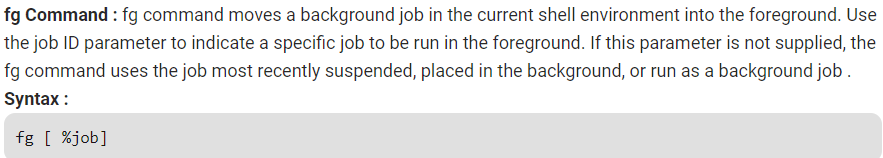 fg Command : fg command moves a background job in the current shell environment into the foreground. Use
the job ID parameter to indicate a specific job to be run in the foreground. If this parameter is not supplied, the
fg command uses the job most recently suspended, placed in the background, or run as a background job .
Syntax :
fg [ %job]